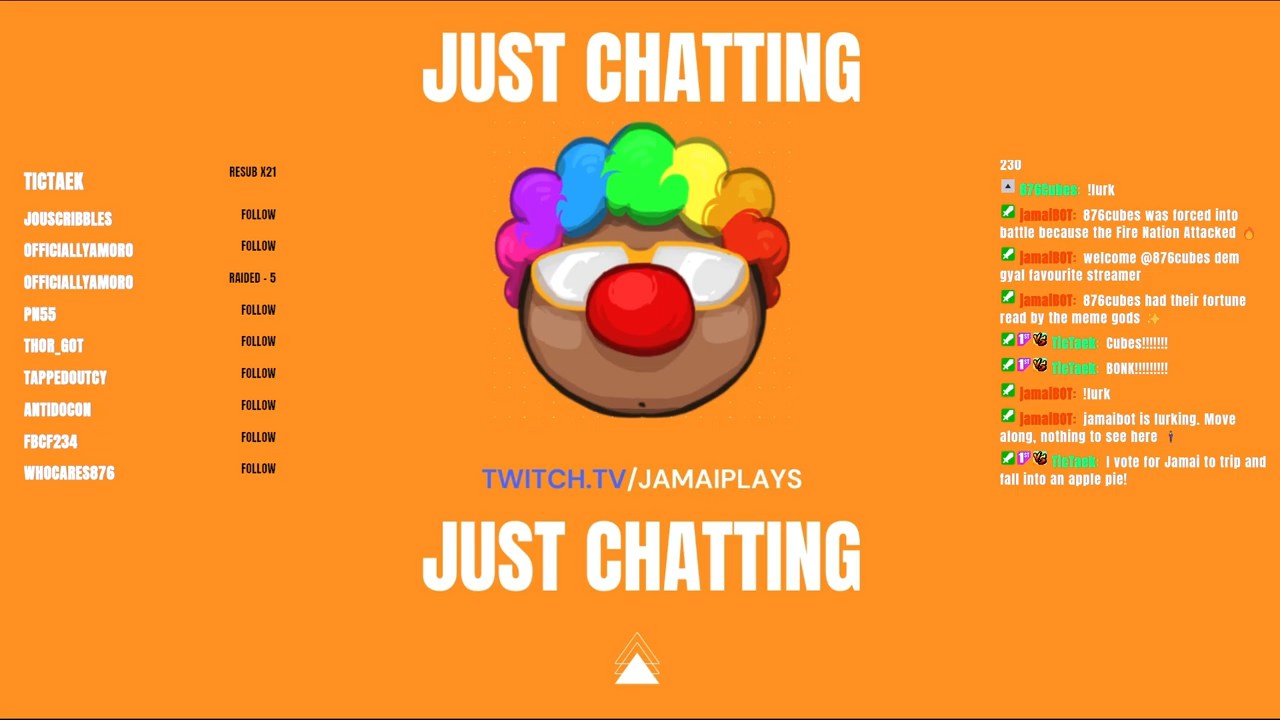 JUST CHATTING
TICTAEK RESUB X21
JOUSCRIBBLES FOLLOW
OFFICIALLYAMORO FOLLOW
OFFICIALLYAMORO RAIDED - 5
PN55 FOLLOW
THOR_GOT FOLLOW
TAPPEDOUTCY FOLLOW
ANTIDOCON FOLLOW
FBCF234 FOLLOW
WHOCARES876 FOLLOW
230
876Cubes: !lurk
JamaiBOT: 876cubes was forced into
battle because the Fire Nation Attacked 🔥
JamaiBOT: welcome @876cubes dem
gyal favourite streamer
JamaiBOT: 876cubes had their fortune
read by the meme gods ✨
TicTaek: Cubes!!!!!!!
TicTaek: BONK!!!!!!!!!
JamaiBOT: !lurk
JamaiBOT: jamaibot is lurking. Move
along, nothing to see here 🕴
TicTaek: I vote for Jamai to trip and
fall into an apple pie!
TWITCH.TV/JAMAIPLAYS
JUST CHATTING